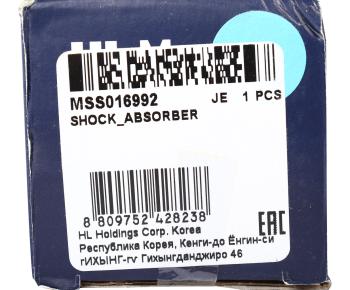 MSS016992 JE 1 PCS
SHOCK_ABSORBER
8 809752 428238
HL Holdings Corp. Korea
Республика Корея, Кенги-до Ёнгин-си
гИХЫНГ-гv Гихынгданджиро 46
EAC